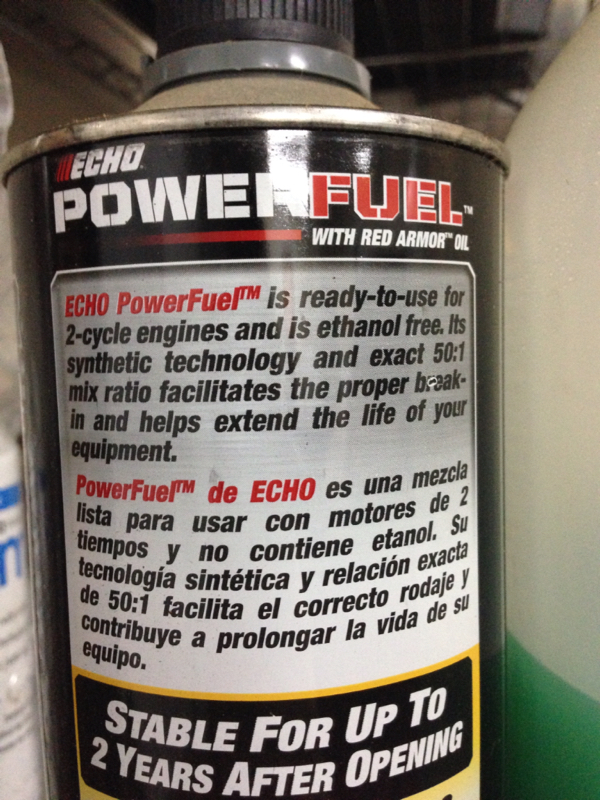 ECHO
POWERFUEL™
WITH RED ARMOR™ OIL
ECHO PowerFuel™ is ready-to-use for
2-cycle engines and is ethanol free. Its
synthetic technology and exact 50:1
mix ratio facilitates the proper break-
in and helps extend the life of your
equipment.
PowerFuel™ de ECHO es una mezcla
lista para usar con motores de 2
tiempos y no contiene etanol. Su
tecnología sintética y relación exacta
de 50:1 facilita el correcto rodaje y
contribuye a prolongar la vida de su
equipo.
STABLE FOR UP TO
2 YEARS AFTER OPENING